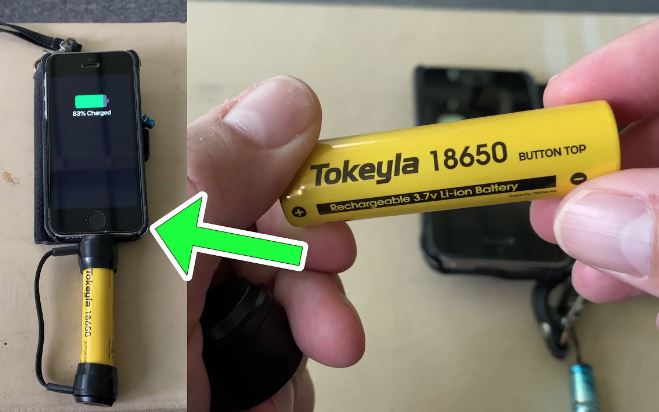 83% Charged
Tokeyla 18650
Tokeyla 18650 BUTTON TOP
Rechargeable 3.7v Li-ion Battery
+
-